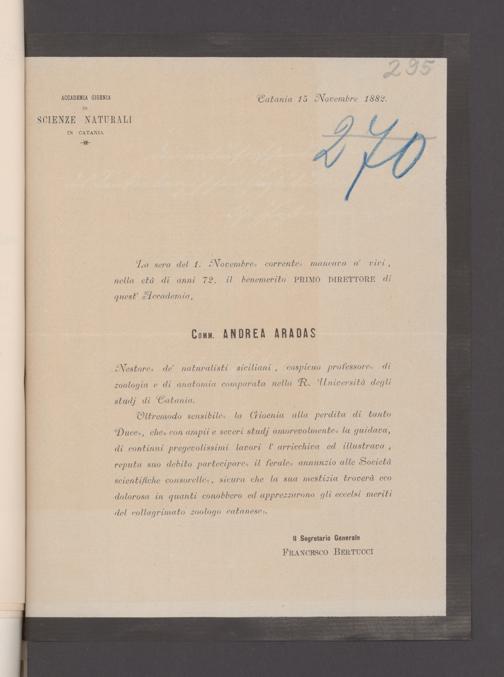 295
ACCADEMIA GIOENIA
DI
SCIENZE NATURALI
IN CATANIA
Catania 15 Novembre 1882.
270
La sera del 1. Novembre corrente mancava a' vivi,
nella età di anni 72, il benemerito PRIMO DIRETTORE di
quest' Accademia,
COMM. ANDREA ARADAS
Nestore de' naturalisti siciliani, cospicuo professore di
zoologia e di anatomia comparata nella R. Università degli
studj di Catania.
Oltremodo sensibile la Gioenia alla perdita di tanto
Duce, che con ampii e severi studj amorevolmente la guidava,
di continui pregevolissimi lavori l' arricchiva ed illustrava,
reputa suo debito partecipare il ferale annunzio alle Società
scientifiche consorelle, sicura che la sua mestizia troverà eco
dolorosa in quanti conobbero ed apprezzarono gli eccelsi meriti
del collagrimato zoologo catanese.
Il Segretario Generale
FRANCESCO BERTUCCI